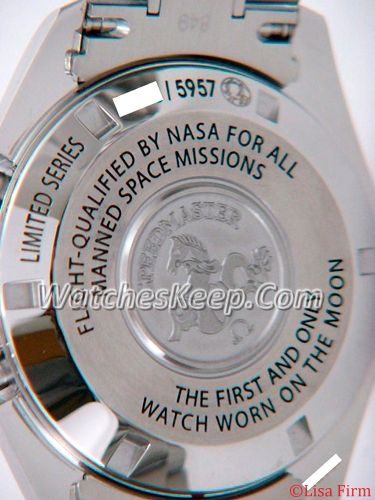 849
/ 5957
LIMITED SERIES
FLIGHT-QUALIFIED BY NASA FOR ALL
MANNED SPACE MISSIONS
SPEEDMASTER
WatchesKeep.Com
THE FIRST AND ONLY
WATCH WORN ON THE MOON
©Lisa Firm